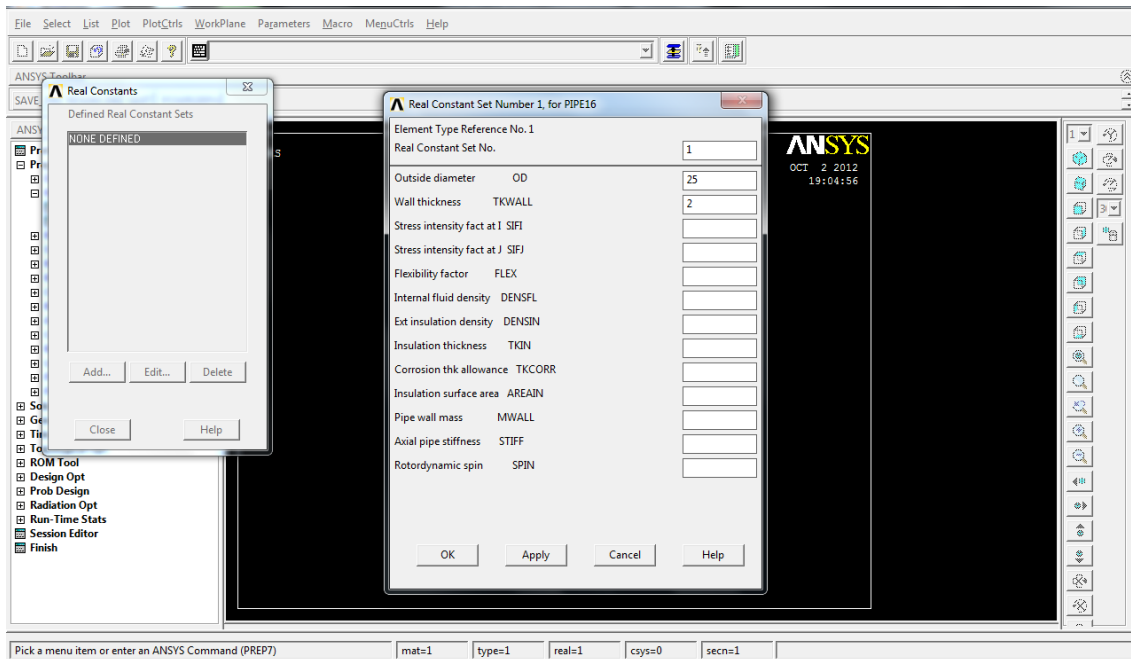 File Select List Plot PlotCtrls WorkPlane Parameters Macro MenuCtrls Help
ANSYS Toolbar
SAVE
Real Constants
Defined Real Constant Sets
NONE DEFINED
Add... Edit... Delete
Close Help
ROM Tool
Design Opt
Prob Design
Radiation Opt
Run-Time Stats
Session Editor
Finish
Real Constant Set Number 1, for PIPE16
Element Type Reference No. 1
Real Constant Set No. 1
Outside diameter OD 25
Wall thickness TKWALL 2
Stress intensity fact at I SIFI
Stress intensity fact at J SIFJ
Flexibility factor FLEX
Internal fluid density DENSFL
Ext insulation density DENSIN
Insulation thickness TKIN
Corrosion thk allowance TKCORR
Insulation surface area AREAIN
Pipe wall mass MWALL
Axial pipe stiffness STIFF
Rotordynamic spin SPIN
OK Apply Cancel Help
ANSYS
OCT 2 2012
19:04:56
1
3
Pick a menu item or enter an ANSYS Command (PREP7) mat=1 type=1 real=1 csys=0 secn=1